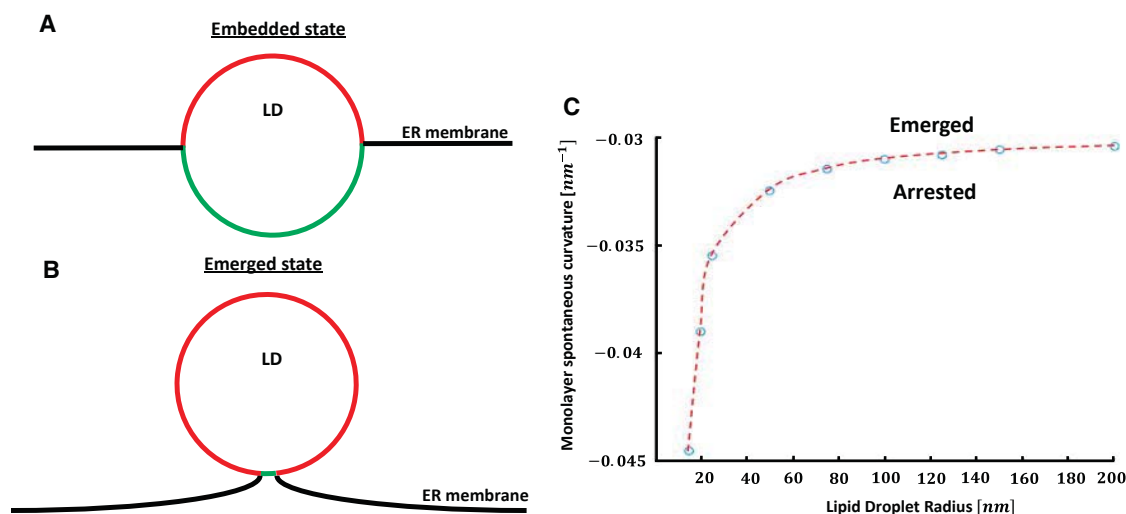 A
Embedded state
LD
ER membrane
B
Emerged state
LD
ER membrane
C
Monolayer spontaneous curvature [nm⁻¹]
−0.03
−0.035
−0.04
−0.045
Emerged
Arrested
20 40 60 80 100 120 140 160 180 200
Lipid Droplet Radius [nm]